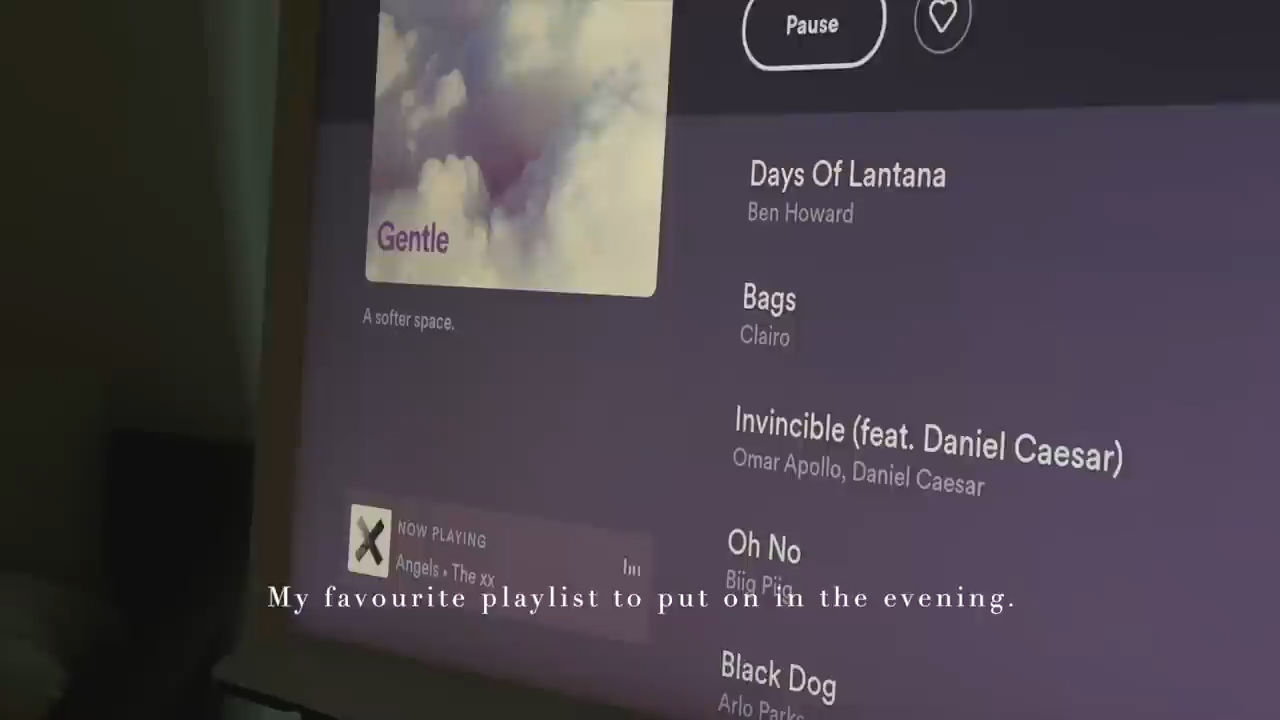 Pause
Gentle
A softer space.
Days Of Lantana
Ben Howard
Bags
Clairo
Invincible (feat. Daniel Caesar)
Omar Apollo, Daniel Caesar
Oh No
Biig Piig
Black Dog
Arlo Parks
NOW PLAYING
Angels • The xx
My favourite playlist to put on in the evening.